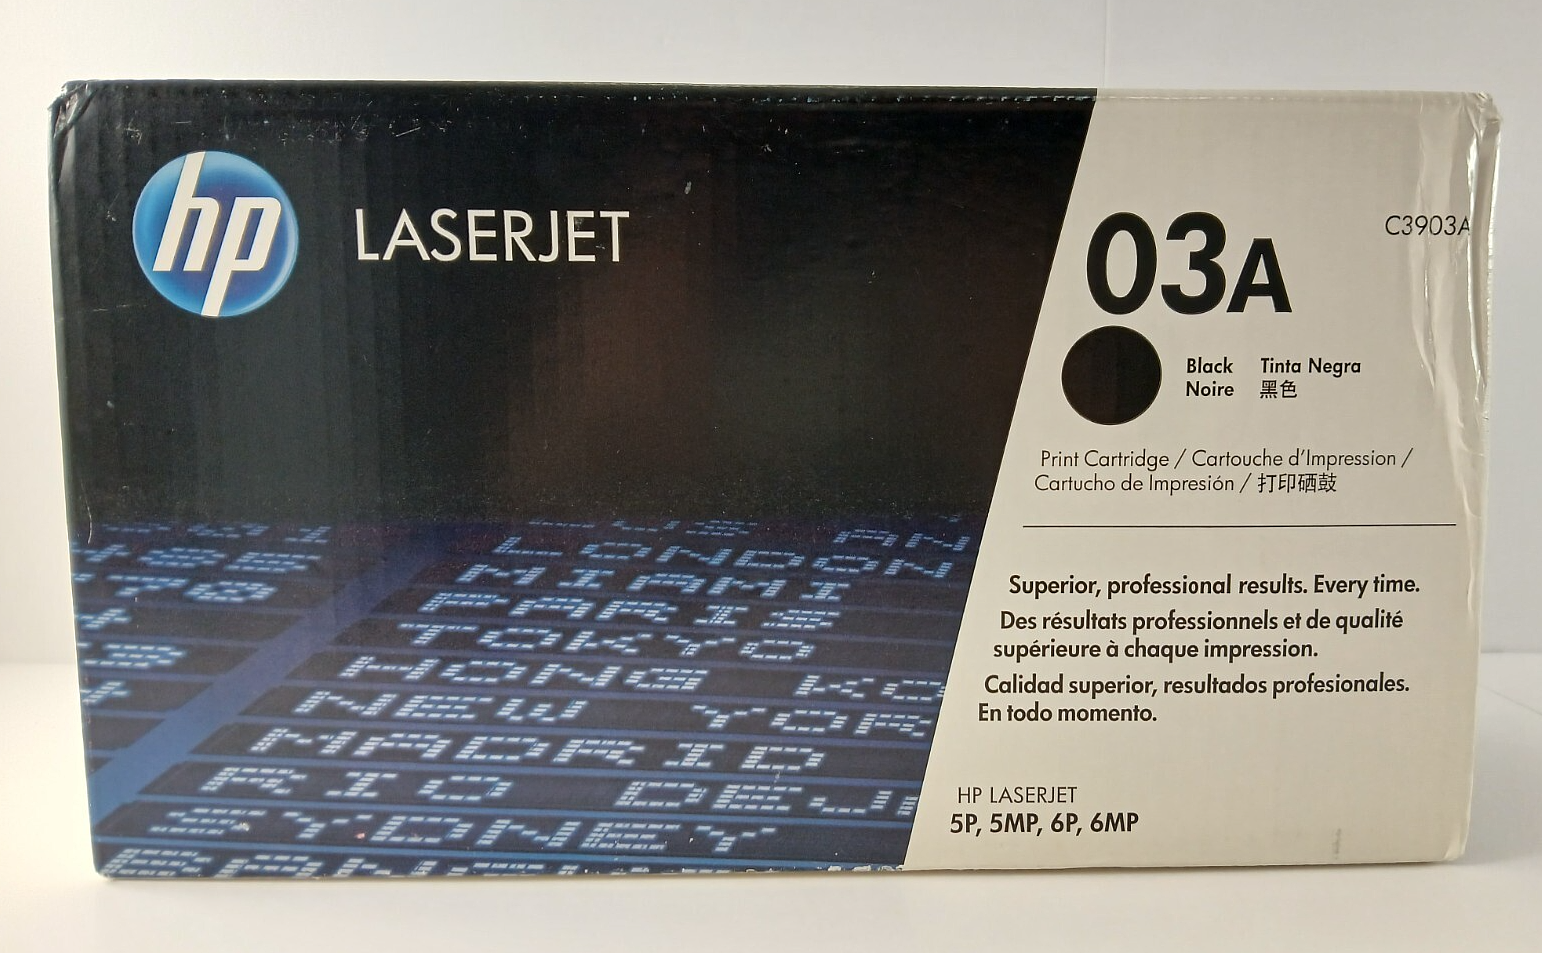 hp
LASERJET
03A
C3903A
Black Tinta Negra
Noire 黑色
Print Cartridge / Cartouche d'Impression /
Cartucho de Impresión / 打印硒鼓
Superior, professional results. Every time.
Des résultats professionnels et de qualité
supérieure à chaque impression.
Calidad superior, resultados profesionales.
En todo momento.
HP LASERJET
5P, 5MP, 6P, 6MP
LONDON
MIAMI
PARIS
TOKYO
HONG KO
NEW YOR
MADRID
RIO DEJ
SYDNEY